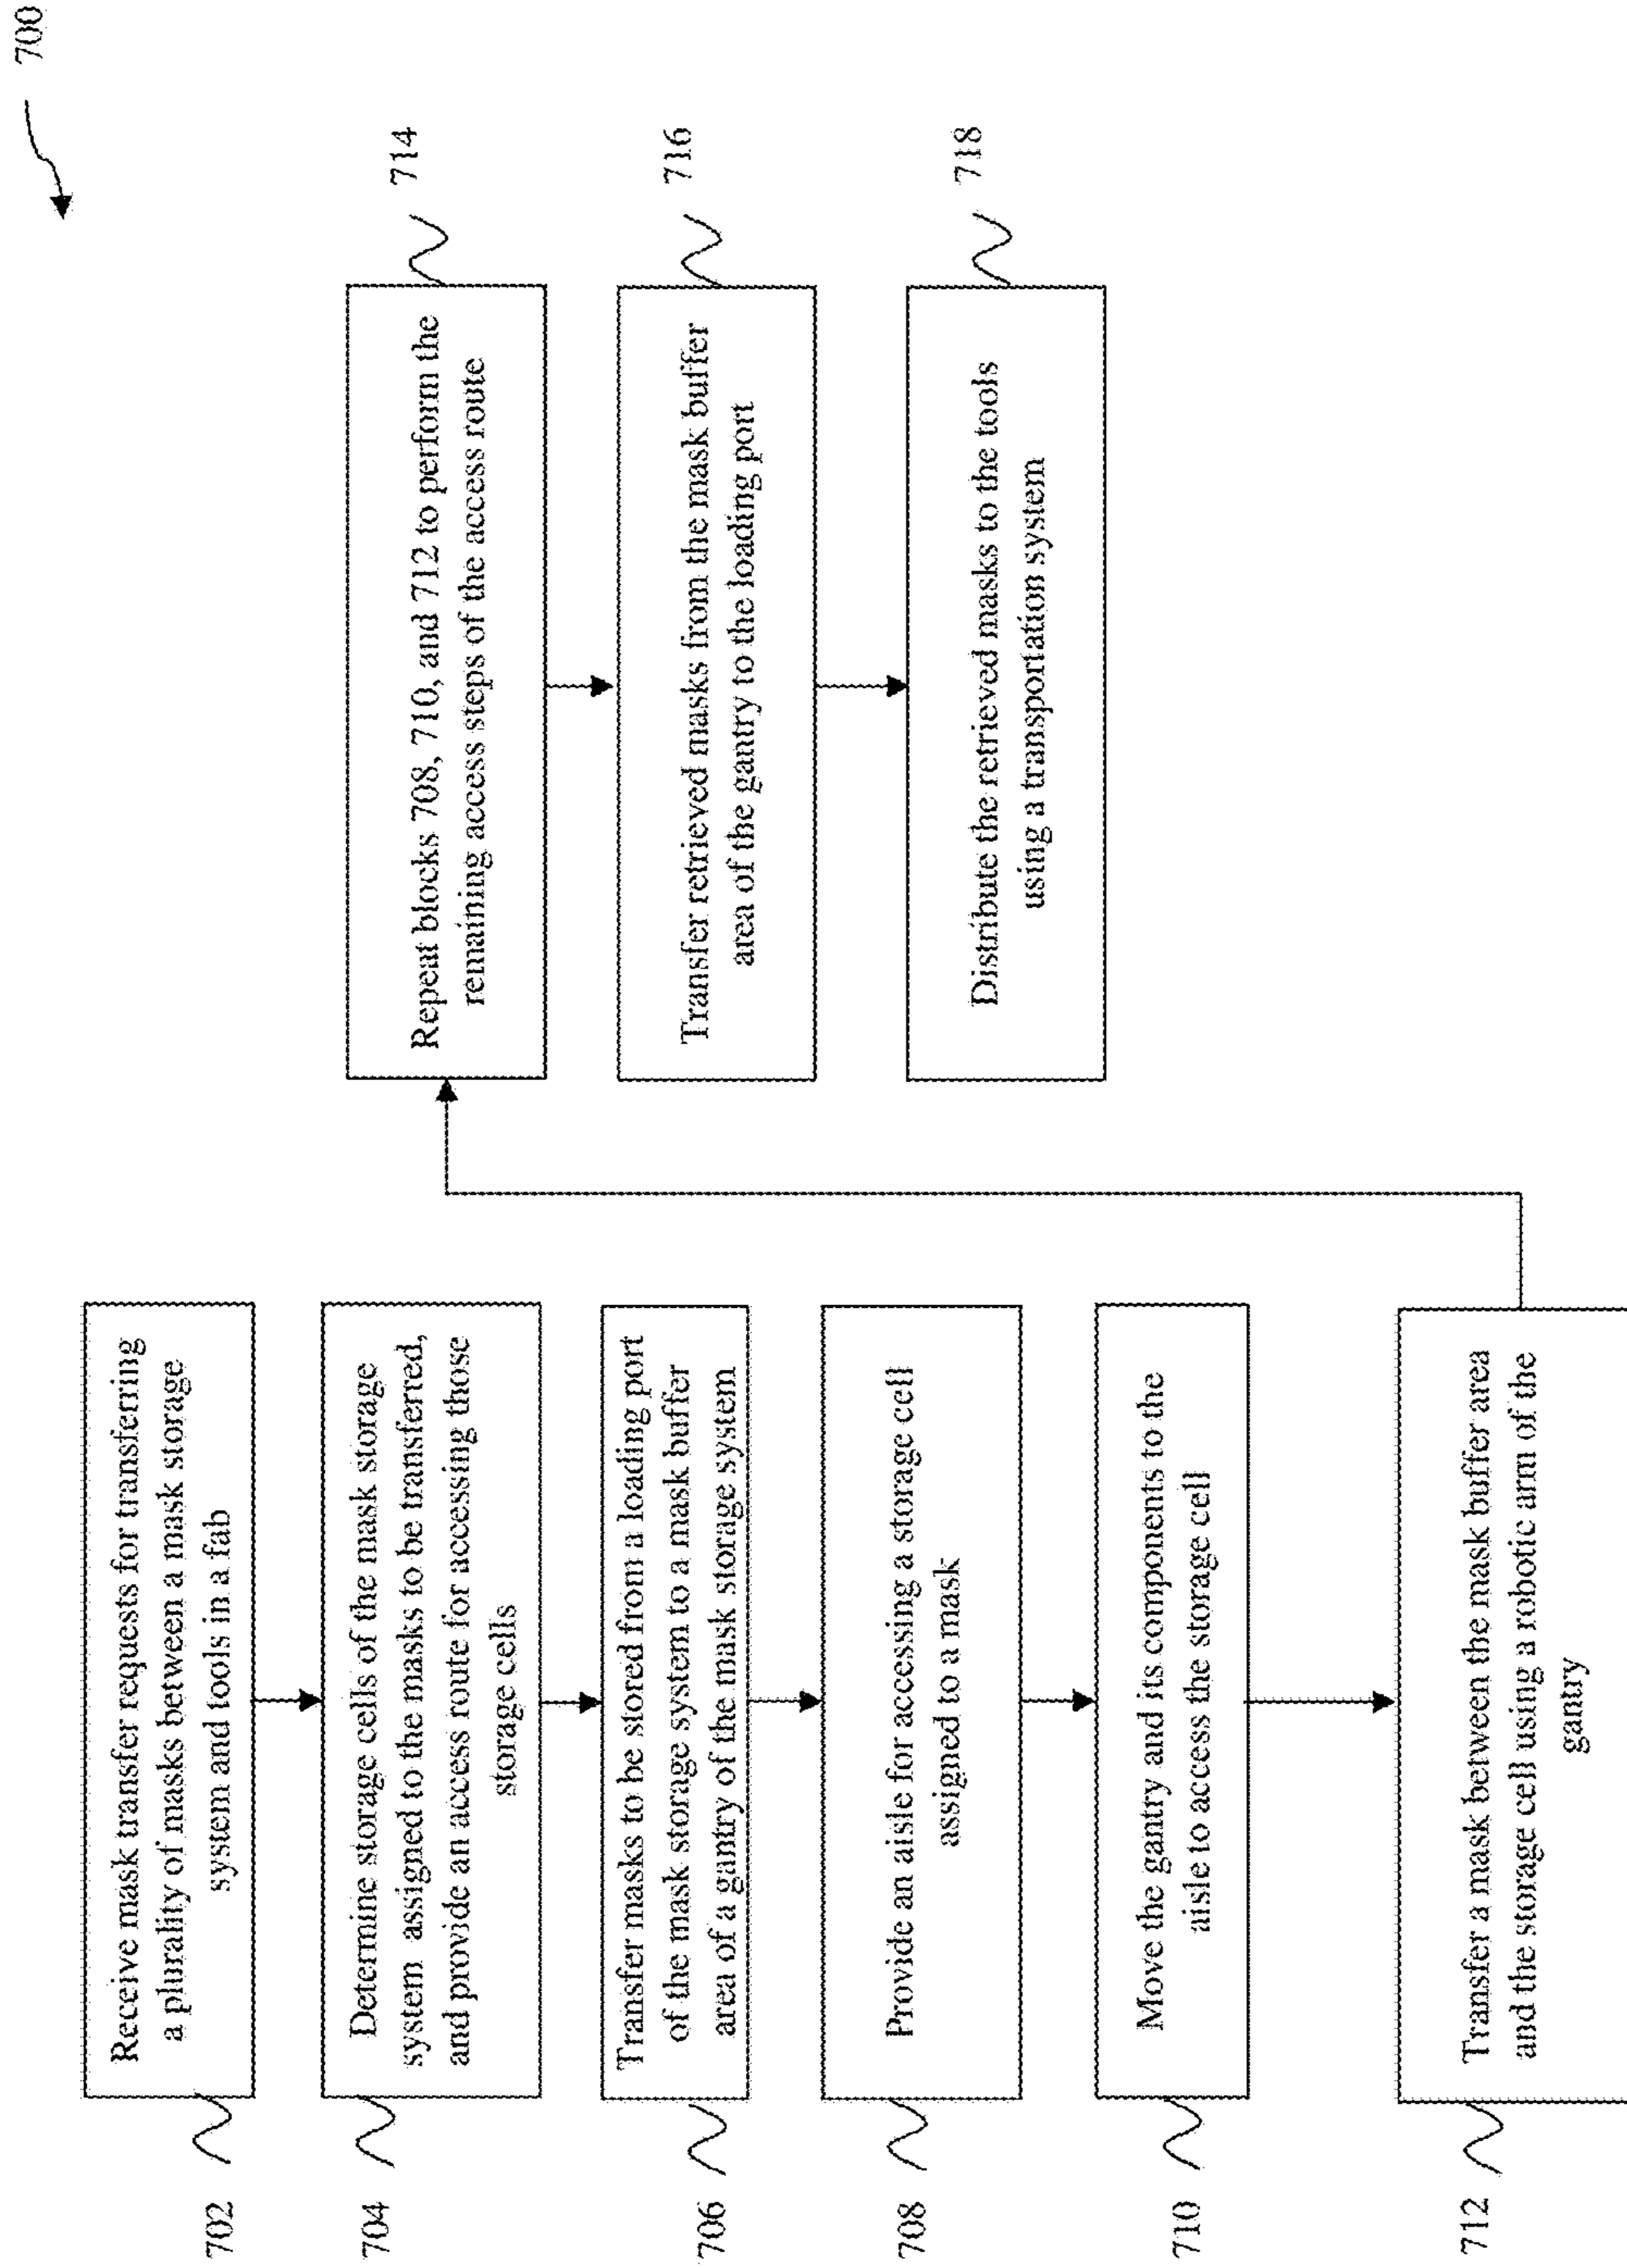 700
702
Receive mask transfer requests for transferring
a plurality of masks between a mask storage
system and tools in a fab
704
Determine storage cells of the mask storage
system assigned to the masks to be transferred,
and provide an access route for accessing those
storage cells
706
Transfer masks to be stored from a loading port
of the mask storage system to a mask buffer
area of a gantry of the mask storage system
708
Provide an aisle for accessing a storage cell
assigned to a mask
710
Move the gantry and its components to the
aisle to access the storage cell
712
Transfer a mask between the mask buffer area
and the storage cell using a robotic arm of the
gantry
714
Repeat blocks 708, 710, and 712 to perform the
remaining access steps of the access route
716
Transfer retrieved masks from the mask buffer
area of the gantry to the loading port
718
Distribute the retrieved masks to the tools
using a transportation system